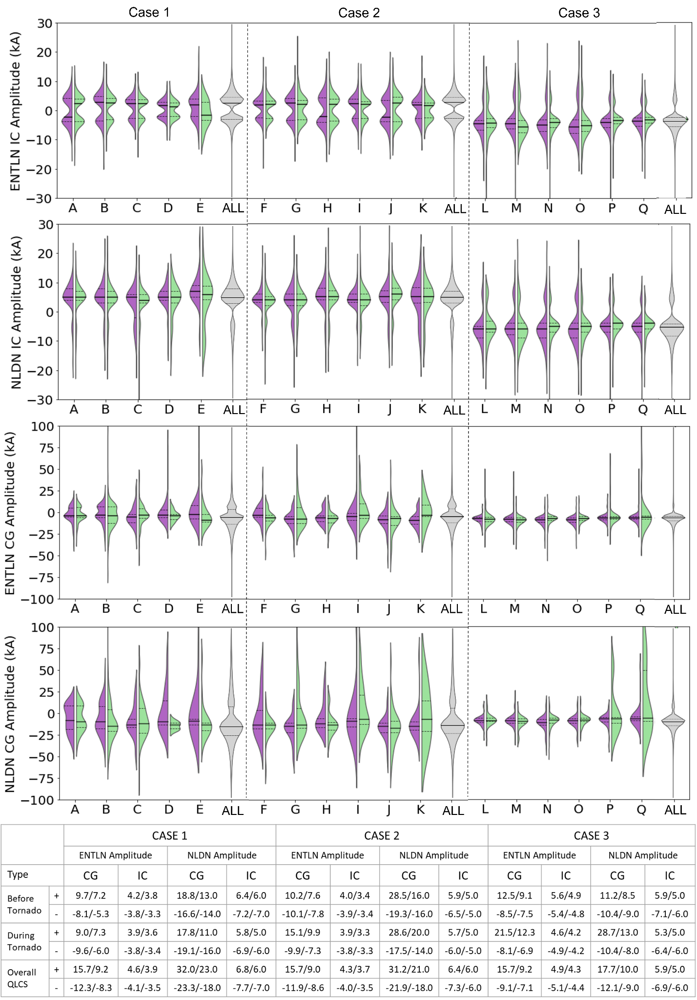 Case 1 Case 2 Case 3
ENTLN IC Amplitude (kA)
30
20
10
0
−10
−20
−30
A B C D E ALL F G H I J K ALL L M N O P Q ALL
NLDN IC Amplitude (kA)
30
20
10
0
−10
−20
−30
A B C D E ALL F G H I J K ALL L M N O P Q ALL
ENTLN CG Amplitude (kA)
100
75
50
25
0
−25
−50
−75
−100
A B C D E ALL F G H I J K ALL L M N O P Q ALL
NLDN CG Amplitude (kA)
100
75
50
25
0
−25
−50
−75
−100
A B C D E ALL F G H I J K ALL L M N O P Q ALL
CASE 1 CASE 2 CASE 3
ENTLN Amplitude NLDN Amplitude ENTLN Amplitude NLDN Amplitude ENTLN Amplitude NLDN Amplitude
Type CG IC CG IC CG IC CG IC CG IC CG IC
Before Tornado + 9.7/7.2 4.2/3.8 18.8/13.0 6.4/6.0 10.2/7.6 4.0/3.4 28.5/16.0 5.9/5.0 12.5/9.1 5.6/4.9 11.2/8.5 5.9/5.0
- -8.1/-5.3 -3.8/-3.3 -16.6/-14.0 -7.2/-7.0 -10.1/-7.8 -3.9/-3.4 -19.3/-16.0 -6.5/-5.0 -8.5/-7.5 -5.4/-4.8 -10.4/-9.0 -7.1/-6.0
During Tornado + 9.0/7.3 3.9/3.6 17.8/11.0 5.8/5.0 15.1/9.9 3.9/3.3 28.6/20.0 5.7/5.0 21.5/12.3 4.6/4.2 28.7/13.0 5.3/5.0
- -9.6/-6.0 -3.8/-3.4 -19.1/-16.0 -6.9/-6.0 -9.9/-7.3 -3.8/-3.3 -17.5/-14.0 -6.0/-5.0 -8.1/-6.9 -4.9/-4.2 -10.4/-8.0 -6.4/-6.0
Overall QLCS + 15.7/9.2 4.6/3.9 32.0/23.0 6.8/6.0 15.7/9.0 4.3/3.7 31.2/21.0 6.4/6.0 15.7/9.2 4.9/4.3 17.7/10.0 5.9/5.0
- -12.3/-8.3 -4.1/-3.5 -23.3/-18.0 -7.7/-7.0 -11.9/-8.6 -4.0/-3.5 -21.9/-18.0 -7.3/-6.0 -9.1/-7.1 -5.1/-4.4 -12.1/-9.0 -6.9/-6.0